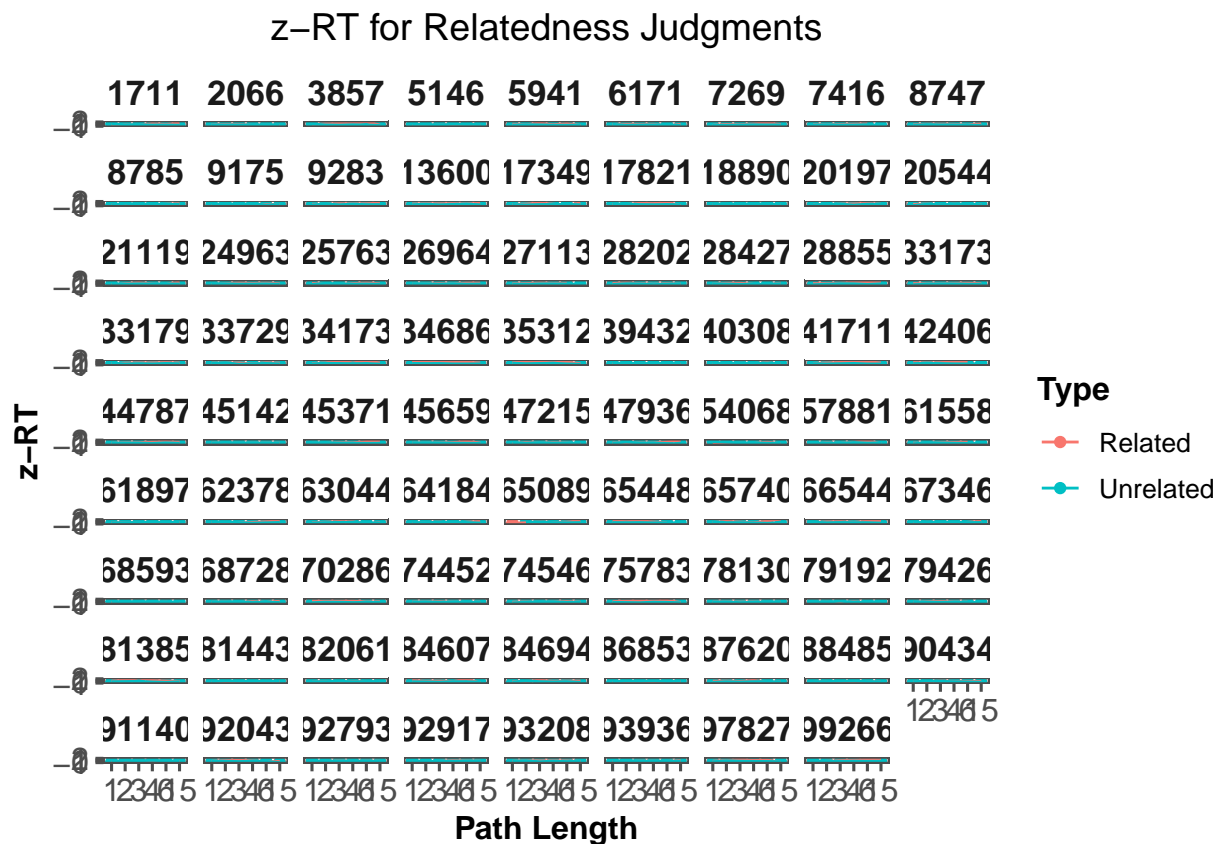 z−RT for Relatedness Judgments
1711 2066 3857 5146 5941 6171 7269 7416 8747
8785 9175 9283 13600 17349 17821 18890 20197 20544
21119 24963 25763 26964 27113 28202 28427 28855 33173
33179 33729 34173 34686 35312 39432 40308 41711 42406
44787 45142 45371 45659 47215 47936 54068 57881 61558
61897 62378 63044 64184 65089 65448 65740 66544 67346
68593 68728 70286 74452 74546 75783 78130 79192 79426
81385 81443 82061 84607 84694 86853 87620 88485 90434
91140 92043 92793 92917 93208 93936 97827 99266
Path Length
z−RT
Type
Related
Unrelated